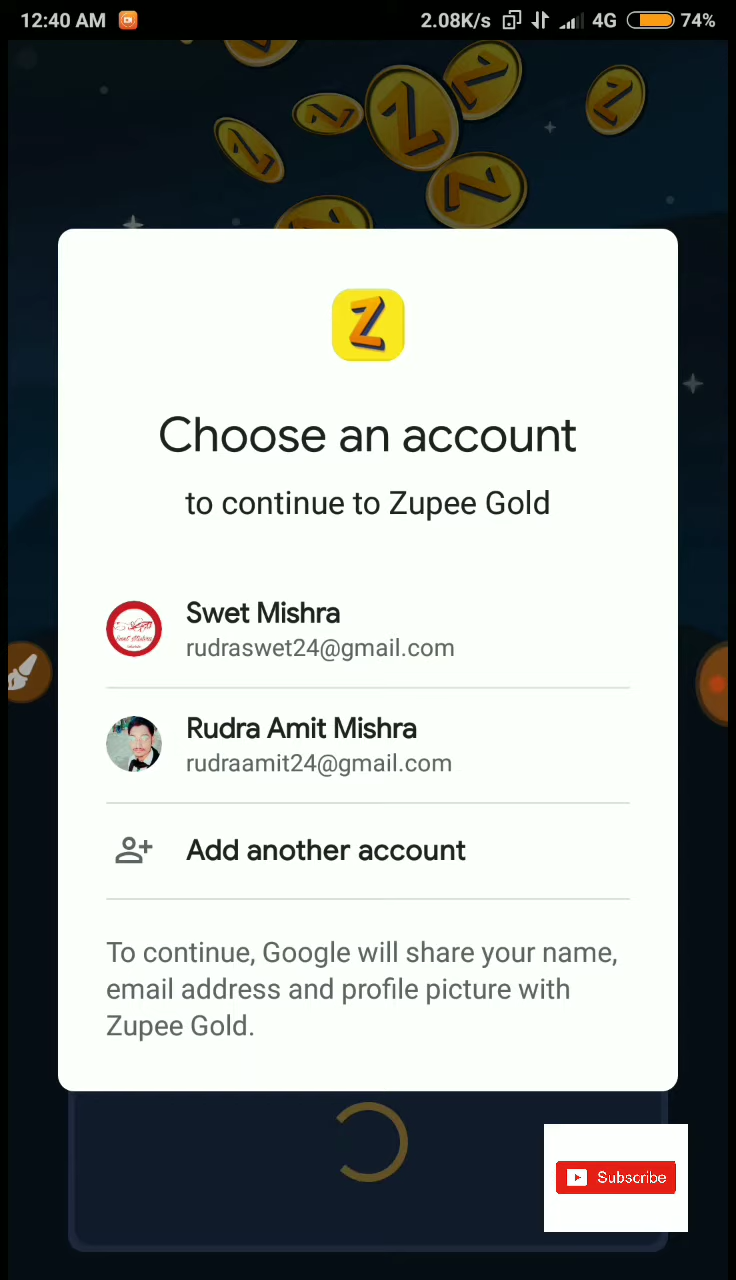 12:40 AM
2.08K/s 4G 74%
Z
Choose an account
to continue to Zupee Gold
Swet Mishra
rudraswet24@gmail.com
Rudra Amit Mishra
rudraamit24@gmail.com
Add another account
To continue, Google will share your name,
email address and profile picture with
Zupee Gold.
Subscribe